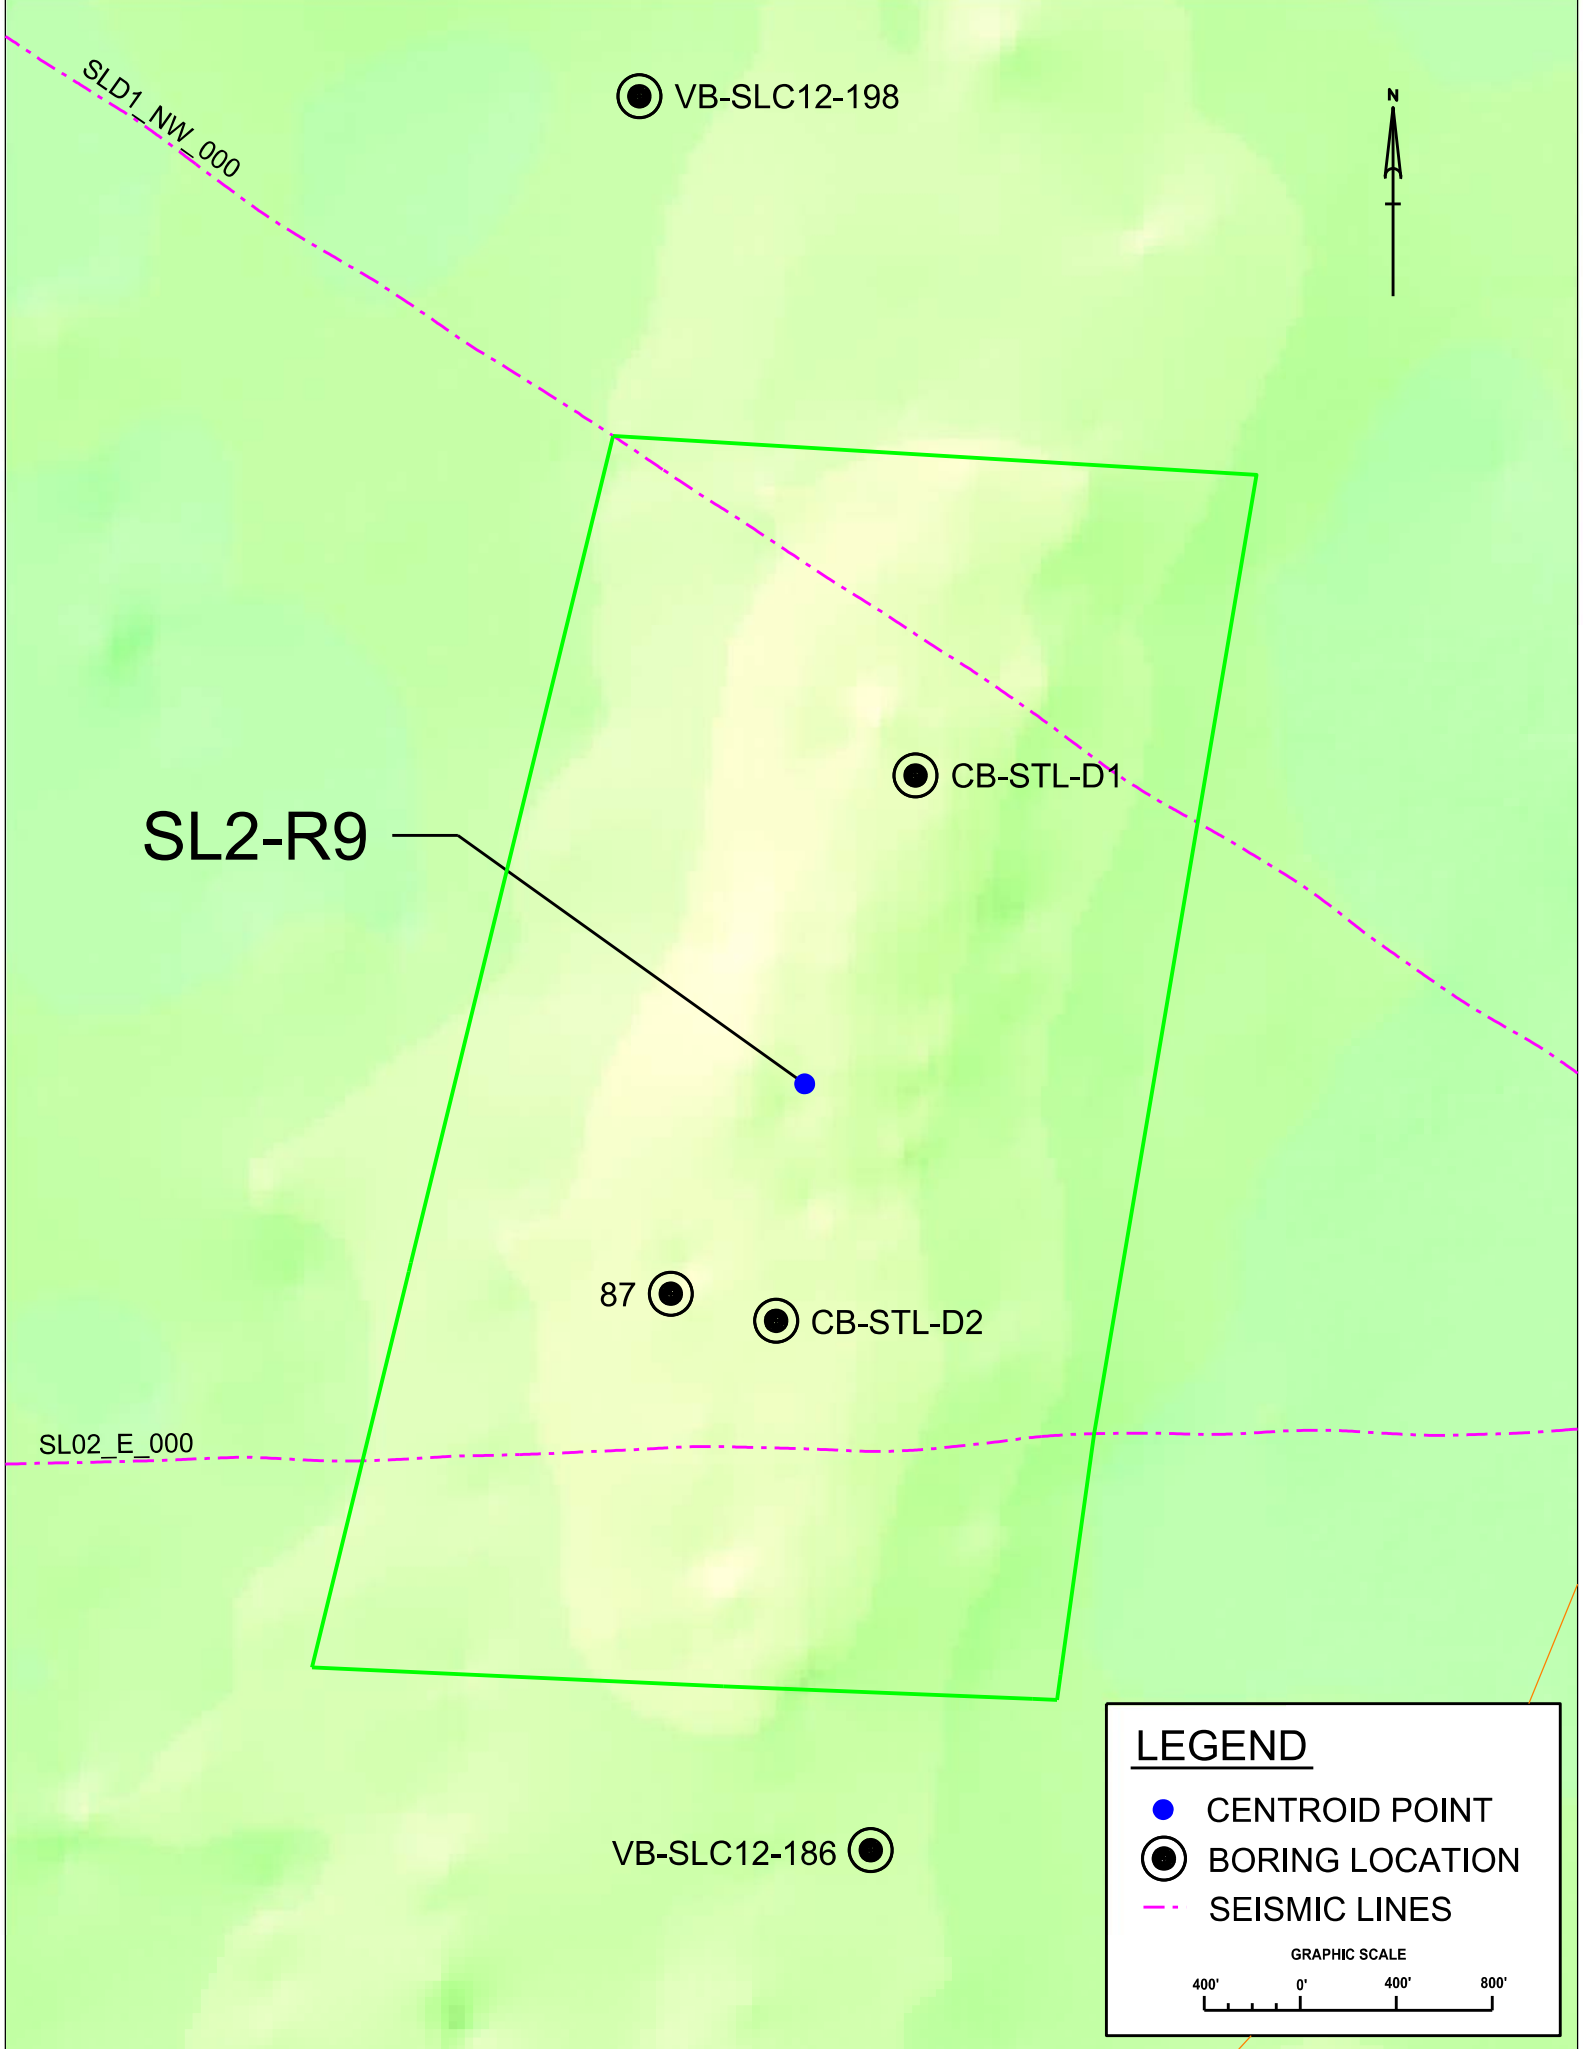 SLD1_NW_000
VB-SLC12-198
N
CB-STL-D1
SL2-R9
87
CB-STL-D2
SL02_E_000
VB-SLC12-186
LEGEND
CENTROID POINT
BORING LOCATION
SEISMIC LINES
GRAPHIC SCALE
400' 0' 400' 800'